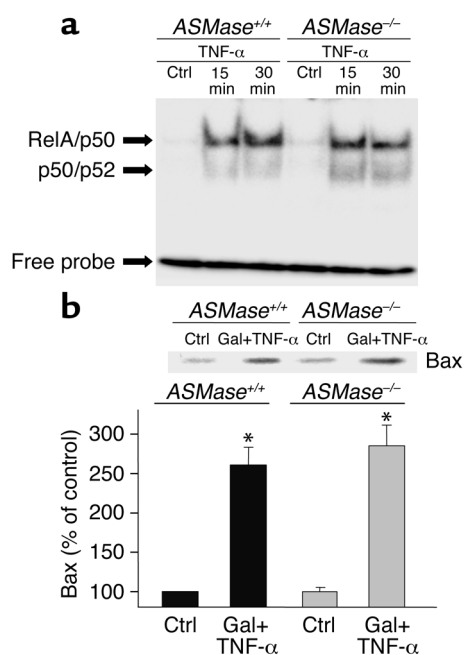 a
ASMase+/+ ASMase–/–
TNF-α TNF-α
Ctrl 15 min 30 min Ctrl 15 min 30 min
RelA/p50
p50/p52
Free probe
b
ASMase+/+ ASMase–/–
Ctrl Gal+TNF-α Ctrl Gal+TNF-α
Bax
ASMase+/+ ASMase–/–
Bax (% of control)
300
250
200
150
100
* *
Ctrl Gal+ TNF-α Ctrl Gal+ TNF-α